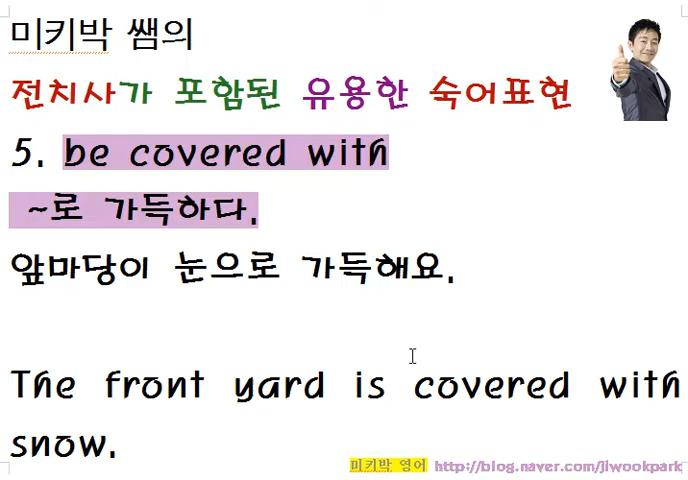 미키박 쌤의
전치사가 포함된 유용한 숙어표현
5. be covered with
~로 가득하다.
앞마당이 눈으로 가득해요.
The front yard is covered with
snow.
미키박 영어 http://blog.naver.com/jiwookpark